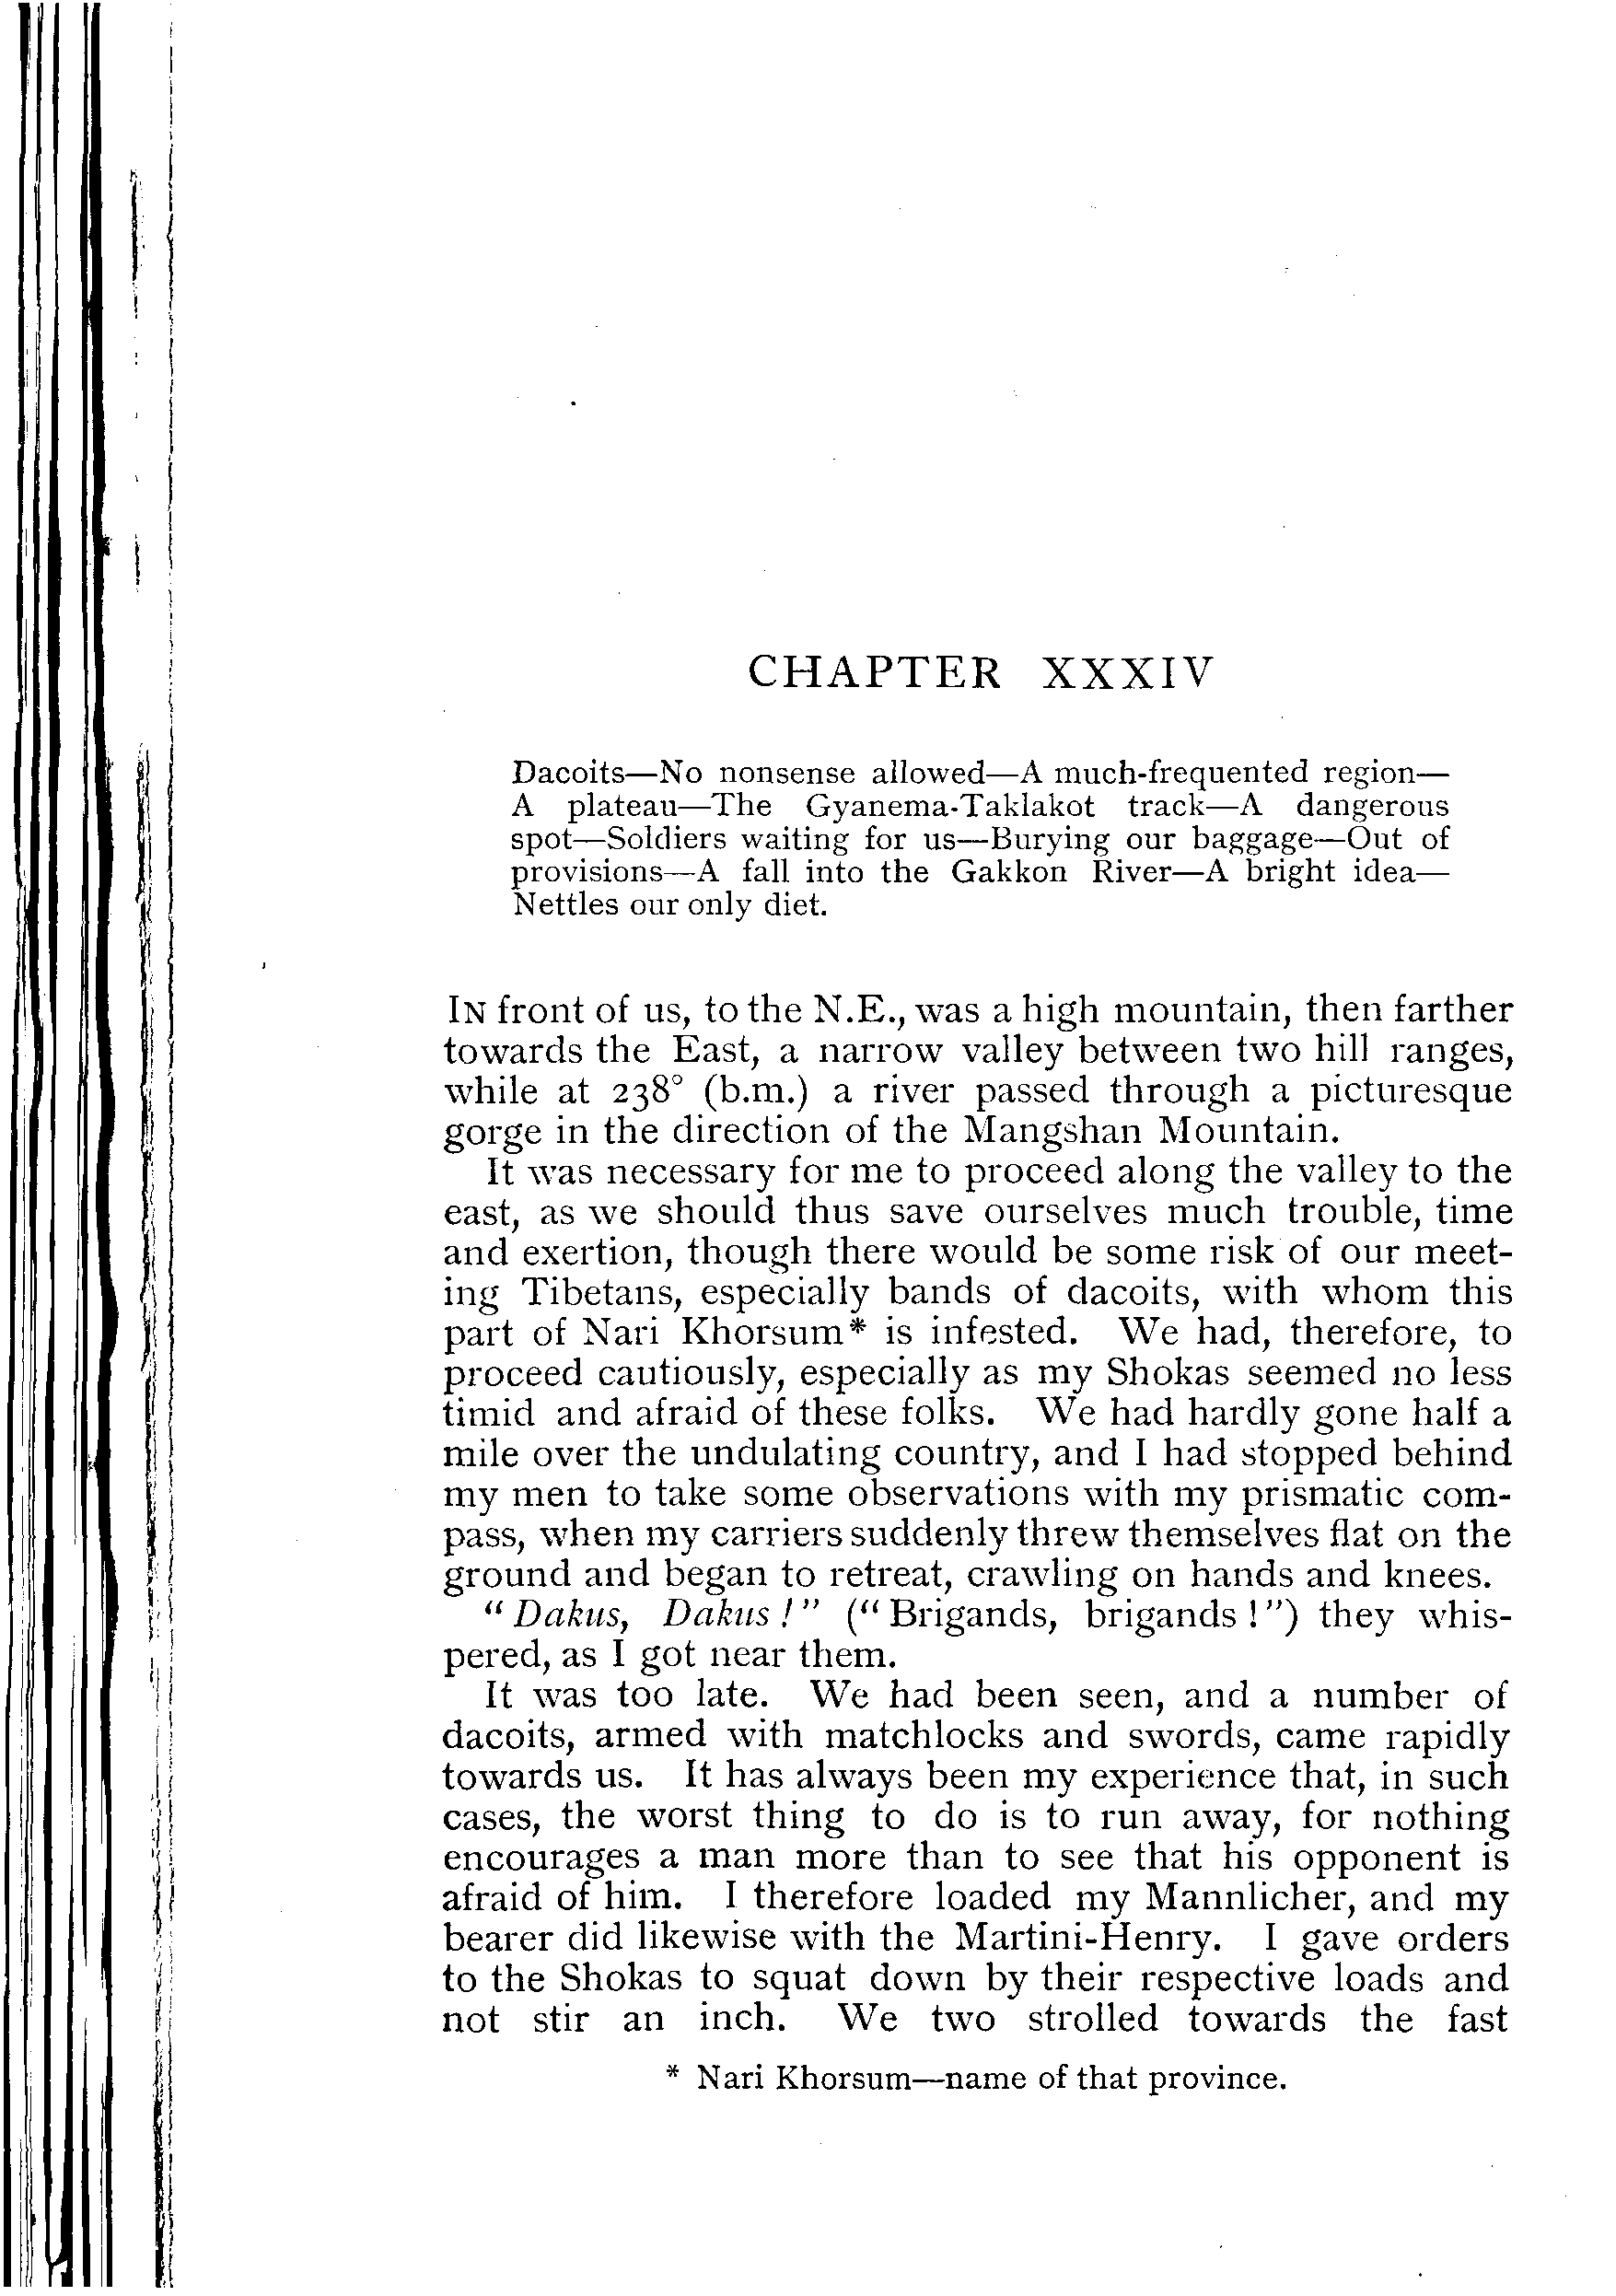 CHAPTER XXXIV
Dacoits—No nonsense allowed—A much-frequented region—
A plateau—The Gyanema-Taklakot track—A dangerous
spot—Soldiers waiting for us—Burying our baggage—Out of
provisions—A fall into the Gakkon River—A bright idea—
Nettles our only diet.
IN front of us, to the N.E., was a high mountain, then farther
towards the East, a narrow valley between two hill ranges,
while at 238° (b.m.) a river passed through a picturesque
gorge in the direction of the Mangshan Mountain.
It was necessary for me to proceed along the valley to the
east, as we should thus save ourselves much trouble, time
and exertion, though there would be some risk of our meet-
ing Tibetans, especially bands of dacoits, with whom this
part of Nari Khorsum* is infested. We had, therefore, to
proceed cautiously, especially as my Shokas seemed no less
timid and afraid of these folks. We had hardly gone half a
mile over the undulating country, and I had stopped behind
my men to take some observations with my prismatic com-
pass, when my carriers suddenly threw themselves flat on the
ground and began to retreat, crawling on hands and knees.
“Dakus, Dakus!” (“Brigands, brigands!”) they whis-
pered, as I got near them.
It was too late. We had been seen, and a number of
dacoits, armed with matchlocks and swords, came rapidly
towards us. It has always been my experience that, in such
cases, the worst thing to do is to run away, for nothing
encourages a man more than to see that his opponent is
afraid of him. I therefore loaded my Mannlicher, and my
bearer did likewise with the Martini-Henry. I gave orders
to the Shokas to squat down by their respective loads and
not stir an inch. We two strolled towards the fast
* Nari Khorsum—name of that province.